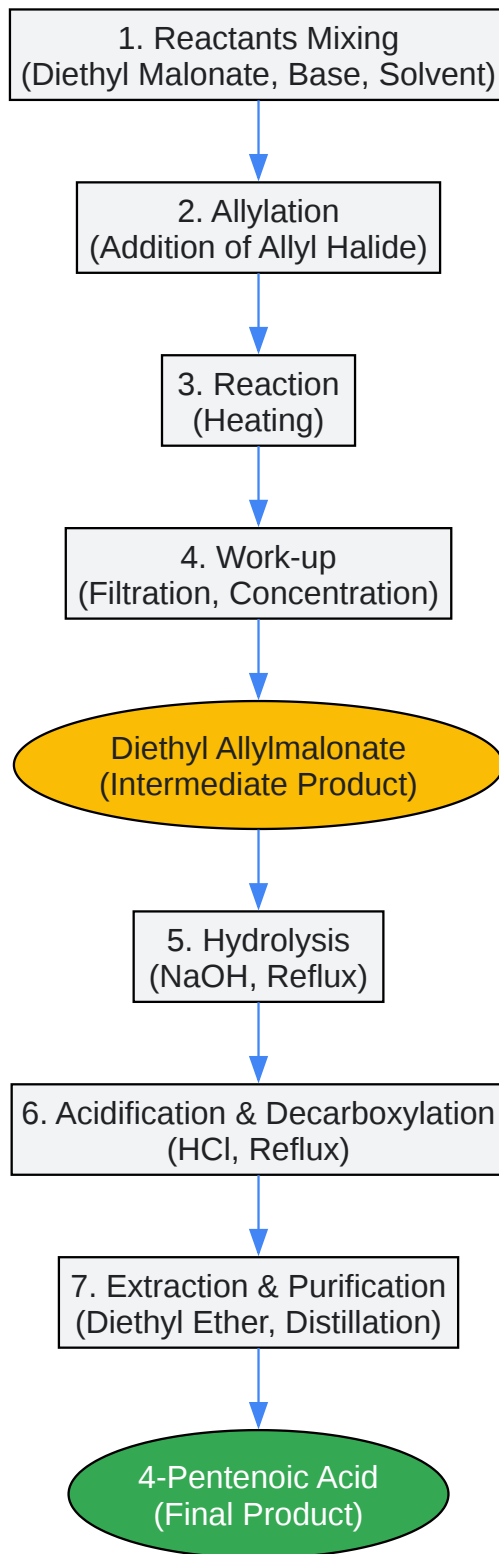 1. Reactants Mixing
(Diethyl Malonate, Base, Solvent)
2. Allylation
(Addition of Allyl Halide)
3. Reaction
(Heating)
4. Work-up
(Filtration, Concentration)
Diethyl Allylmalonate
(Intermediate Product)
5. Hydrolysis
(NaOH, Reflux)
6. Acidification & Decarboxylation
(HCl, Reflux)
7. Extraction & Purification
(Diethyl Ether, Distillation)
4-Pentenoic Acid
(Final Product)